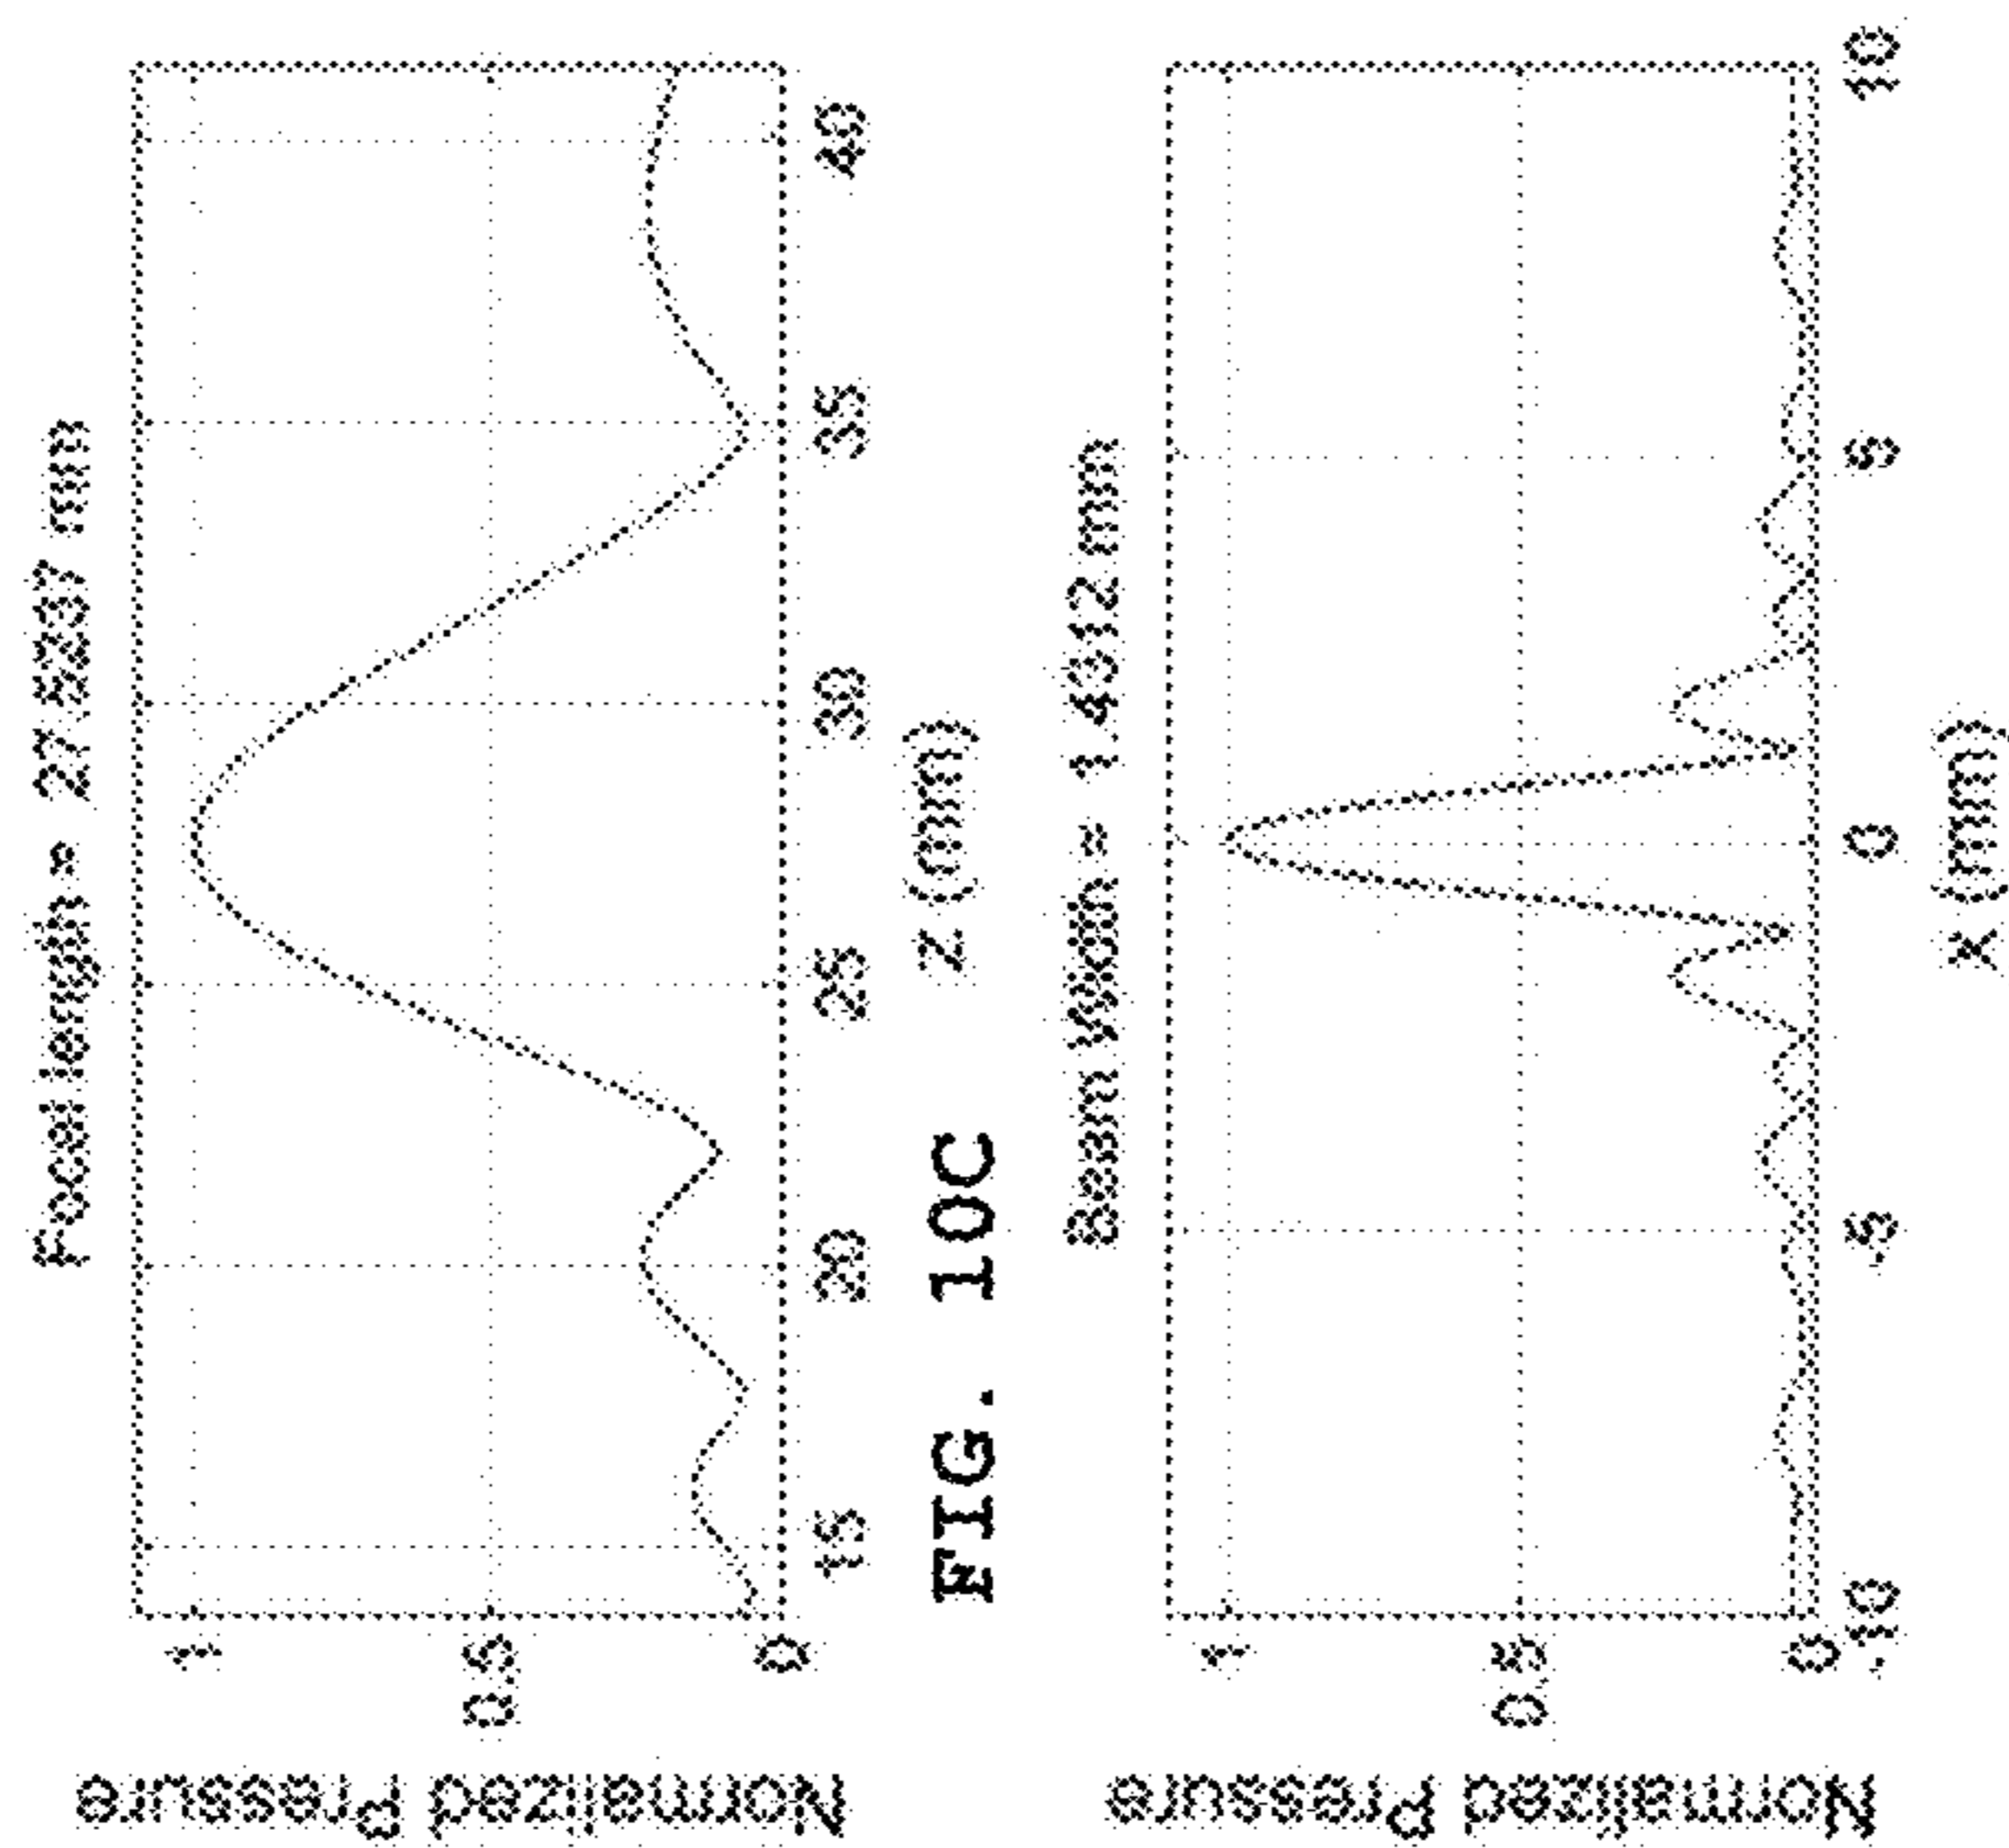 Focal length = 27.5237 mm
Normalized Pressure
1
0.5
0
15 20 25 30 35 40
Z (mm)
FIG. 10C
Beam Width = 1.4312 mm
Normalized Pressure
1
0.5
0
-10 -5 0 5 10
X (mm)